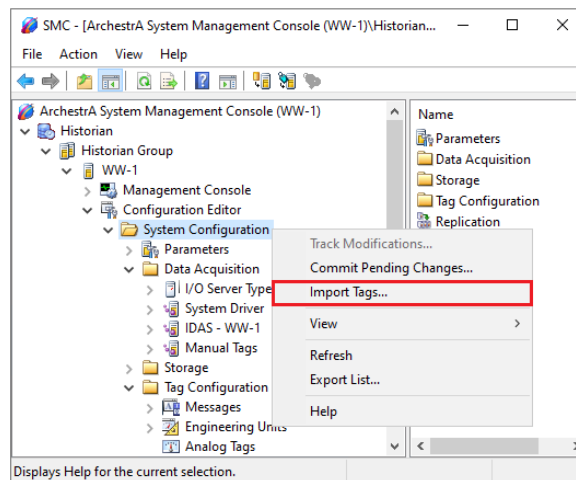 SMC - [ArchestrA System Management Console (WW-1)\Historian...
File Action View Help
ArchestrA System Management Console (WW-1)
Historian
Historian Group
WW-1
Management Console
Configuration Editor
System Configuration
Parameters
Data Acquisition
I/O Server Type
System Driver
IDAS - WW-1
Manual Tags
Storage
Tag Configuration
Messages
Engineering Units
Analog Tags
Name
Parameters
Data Acquisition
Storage
Tag Configuration
Replication
Track Modifications...
Commit Pending Changes...
Import Tags...
View
Refresh
Export List...
Help
Displays Help for the current selection.